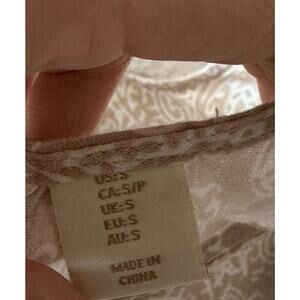 US: S
CA: S/P
UK: S
EU: S
AU: S
MADE IN
CHINA